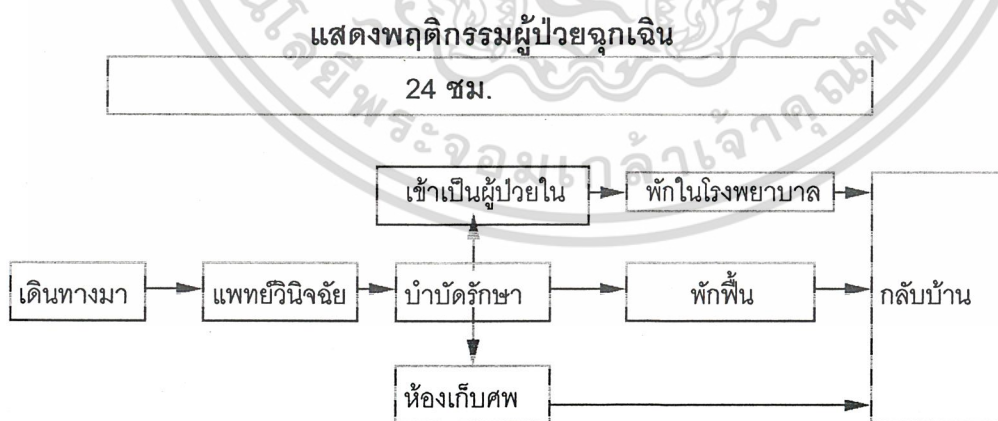 แสดงพฤติกรรมผู้ป่วยฉุกเฉิน
24 ชม.
เข้าเป็นผู้ป่วยใน
พักในโรงพยาบาล
เดินทางมา
แพทย์วินิจฉัย
บำบัดรักษา
พักฟื้น
กลับบ้าน
ห้องเก็บศพ